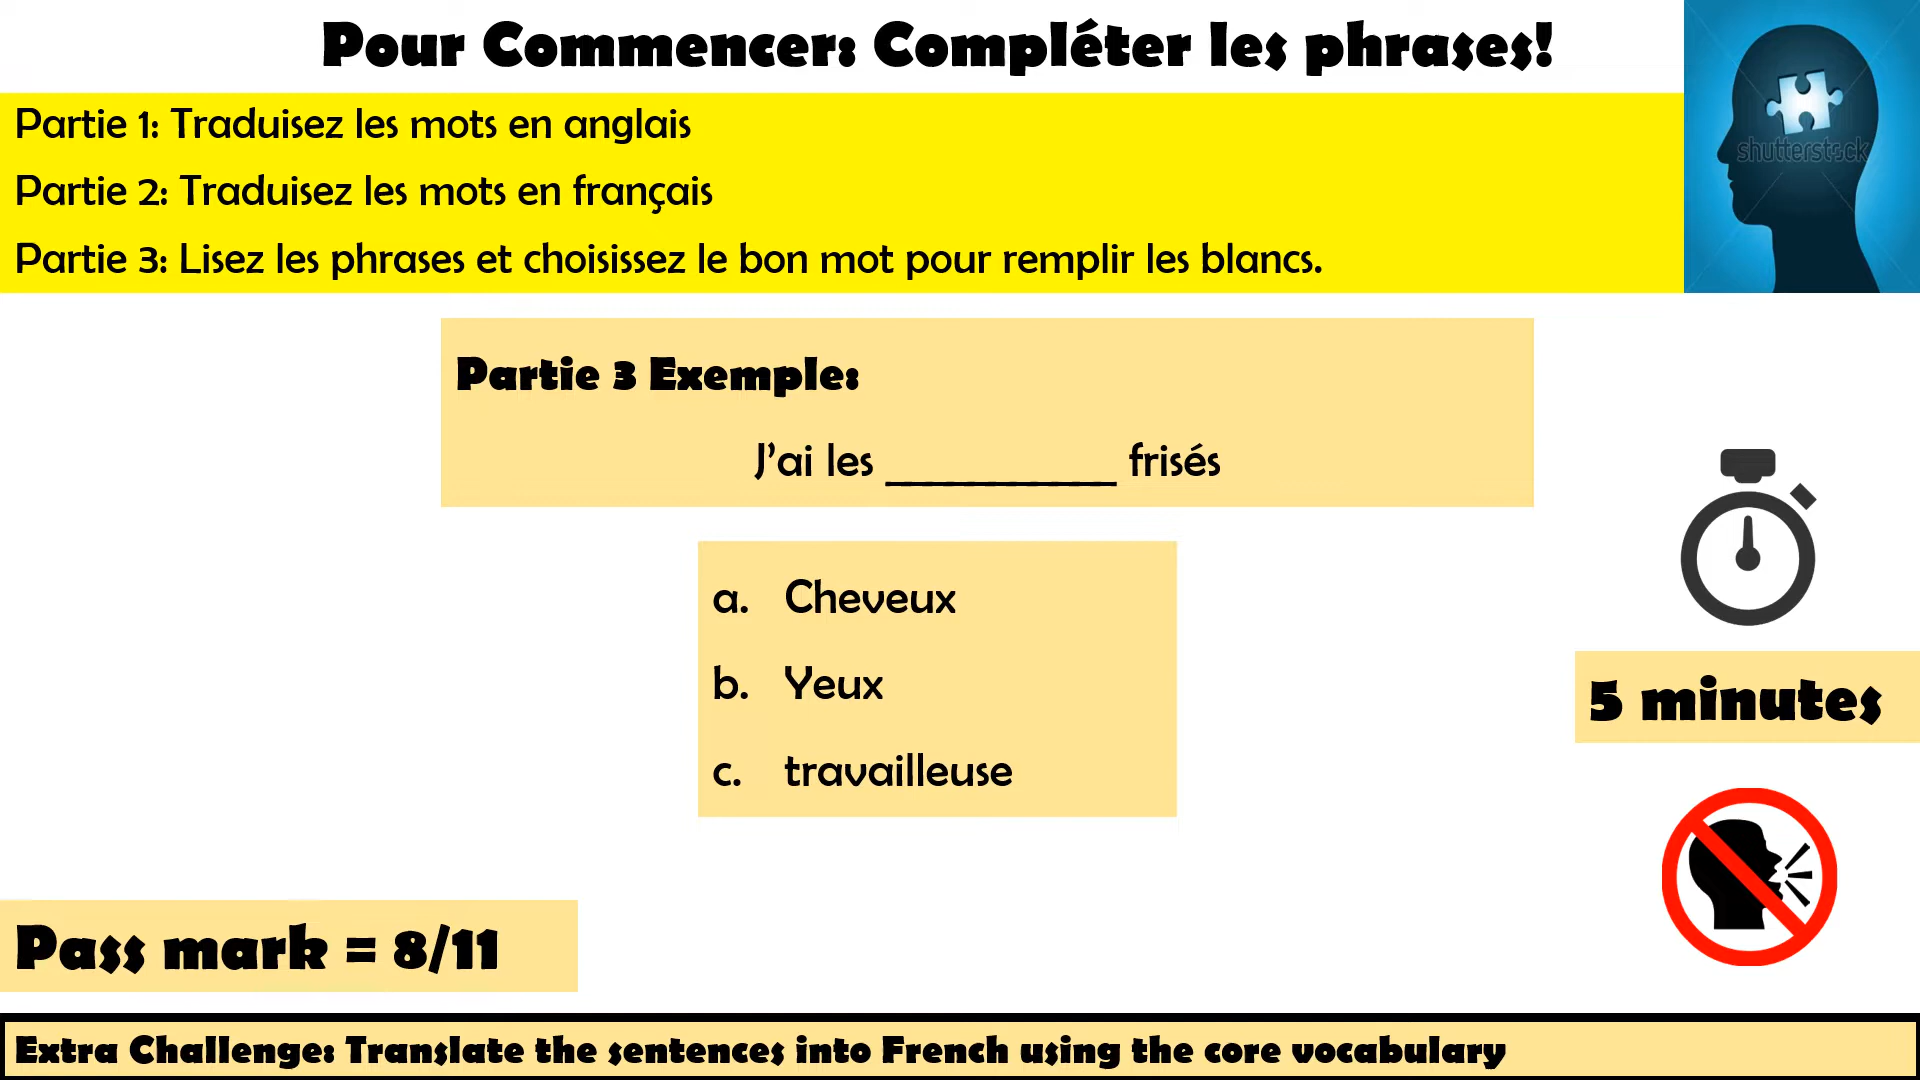 Pour Commencer: Compléter les phrases!
Partie 1: Traduisez les mots en anglais
Partie 2: Traduisez les mots en français
Partie 3: Lisez les phrases et choisissez le bon mot pour remplir les blancs.
shutterstock
Partie 3 Exemple:
J’ai les ___________ frisés
a. Cheveux
b. Yeux
c. travailleuse
5 minutes
Pass mark = 8/11
Extra Challenge: Translate the sentences into French using the core vocabulary